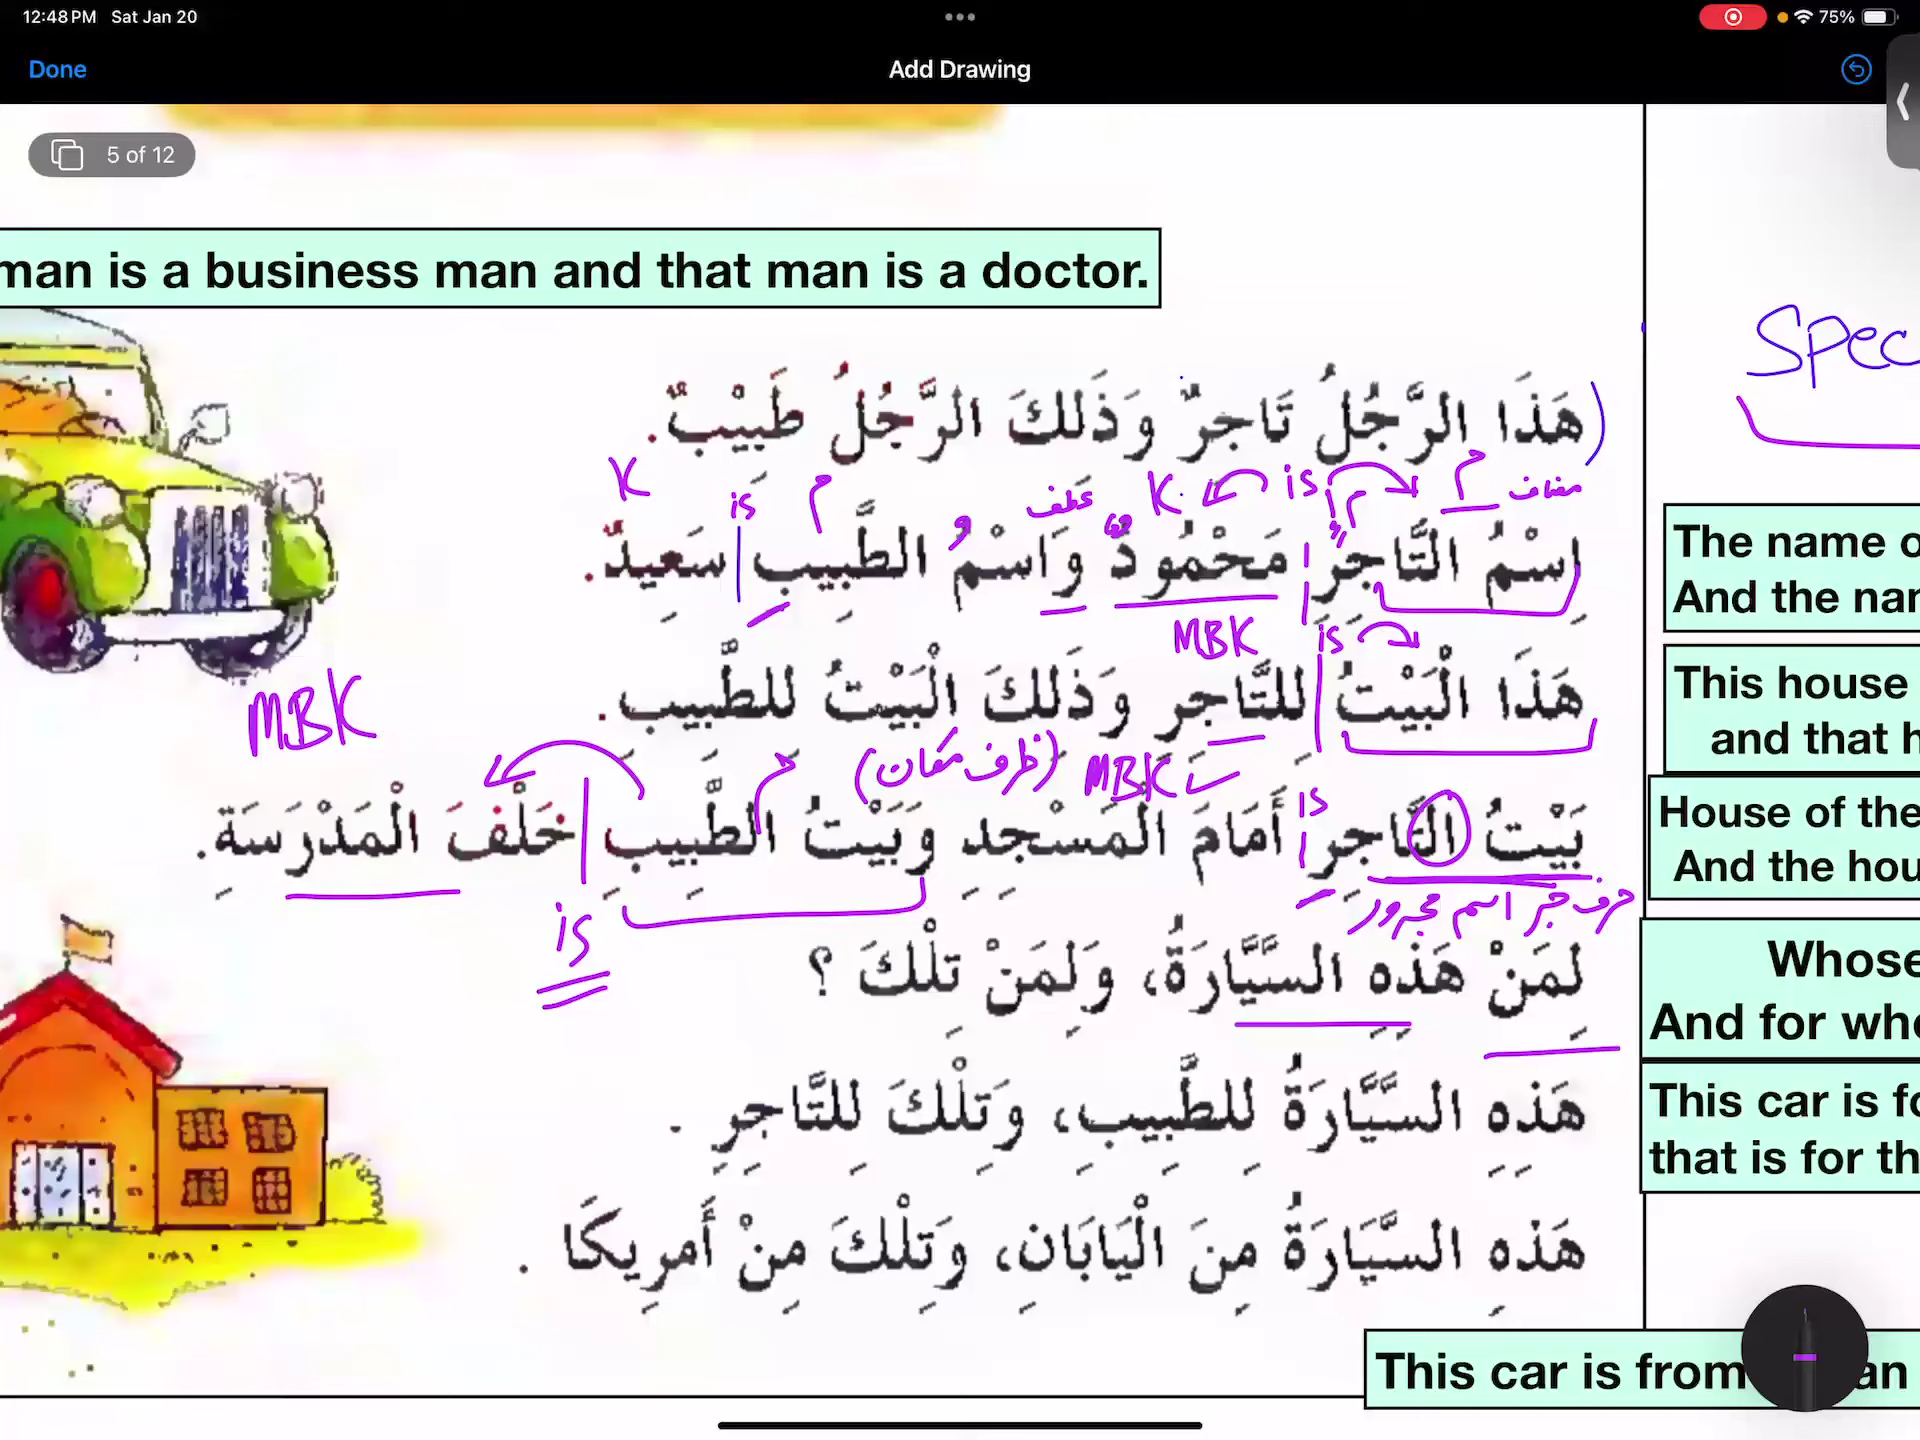 12:48 PM Sat Jan 20
75%
Done
Add Drawing
5 of 12
man is a business man and that man is a doctor.
Spec
هَذَا الرَّجُلُ تَاجِرٌ وَذَلِكَ الرَّجُلُ طَبِيْبٌ.
K is م عطف K is م م مضاف
اِسْمُ التَّاجِرِ مَحْمُودٌ وَاسْمُ الطَّبِيبِ سَعِيدٌ.
The name o
And the nar
MBK is
هَذَا الْبَيْتُ لِلتَّاجِرِ وَذَلِكَ الْبَيْتُ لِلطَّبِيبِ.
This house
and that h
MBK
(ظرف مكان) MBK
is
بَيْتُ التَّاجِرِ أَمَامَ الْمَسْجِدِ وَبَيْتُ الطَّبِيبِ خَلْفَ الْمَدْرَسَةِ.
House of the
And the hou
is
حرف جر اسم مجرور
لِمَنْ هَذِهِ السَّيَّارَةُ، وَلِمَنْ تِلْكَ ؟
Whose
And for who
هَذِهِ السَّيَّارَةُ لِلطَّبِيبِ، وَتِلْكَ لِلتَّاجِرِ .
This car is fo
that is for th
هَذِهِ السَّيَّارَةُ مِنَ الْيَابَانِ، وَتِلْكَ مِنْ أَمرِيكَا .
This car is from an